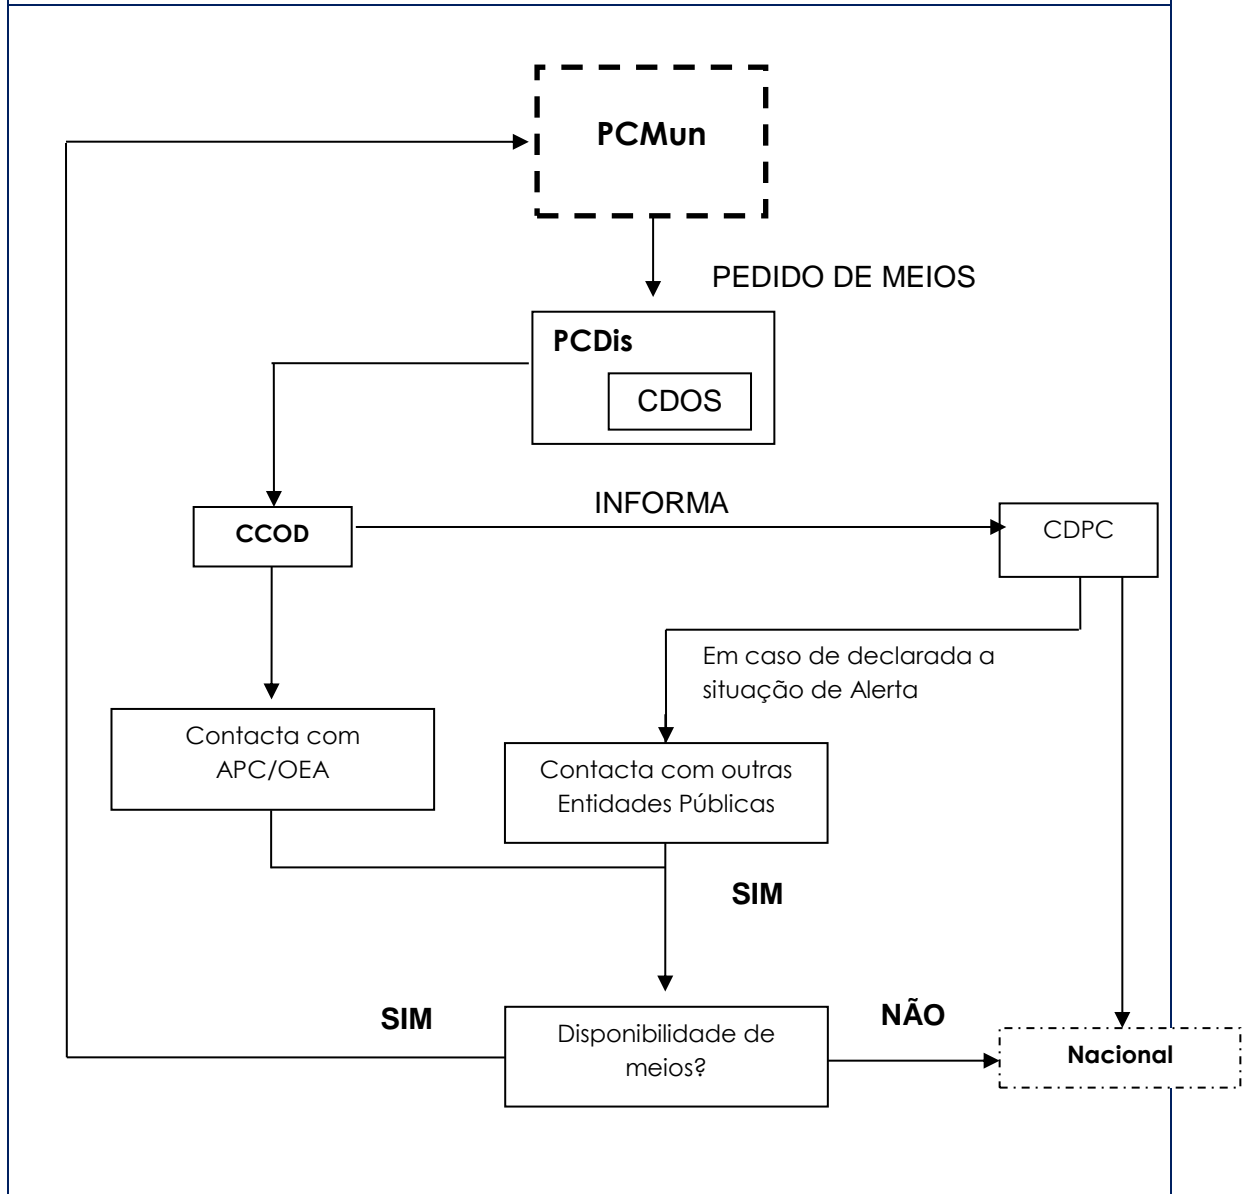 PCMun
PEDIDO DE MEIOS
PCDis
CDOS
INFORMA
CCOD
CDPC
Em caso de declarada a
situação de Alerta
Contacta com
APC/OEA
Contacta com outras
Entidades Públicas
SIM
SIM
NÃO
Disponibilidade de
meios?
Nacional